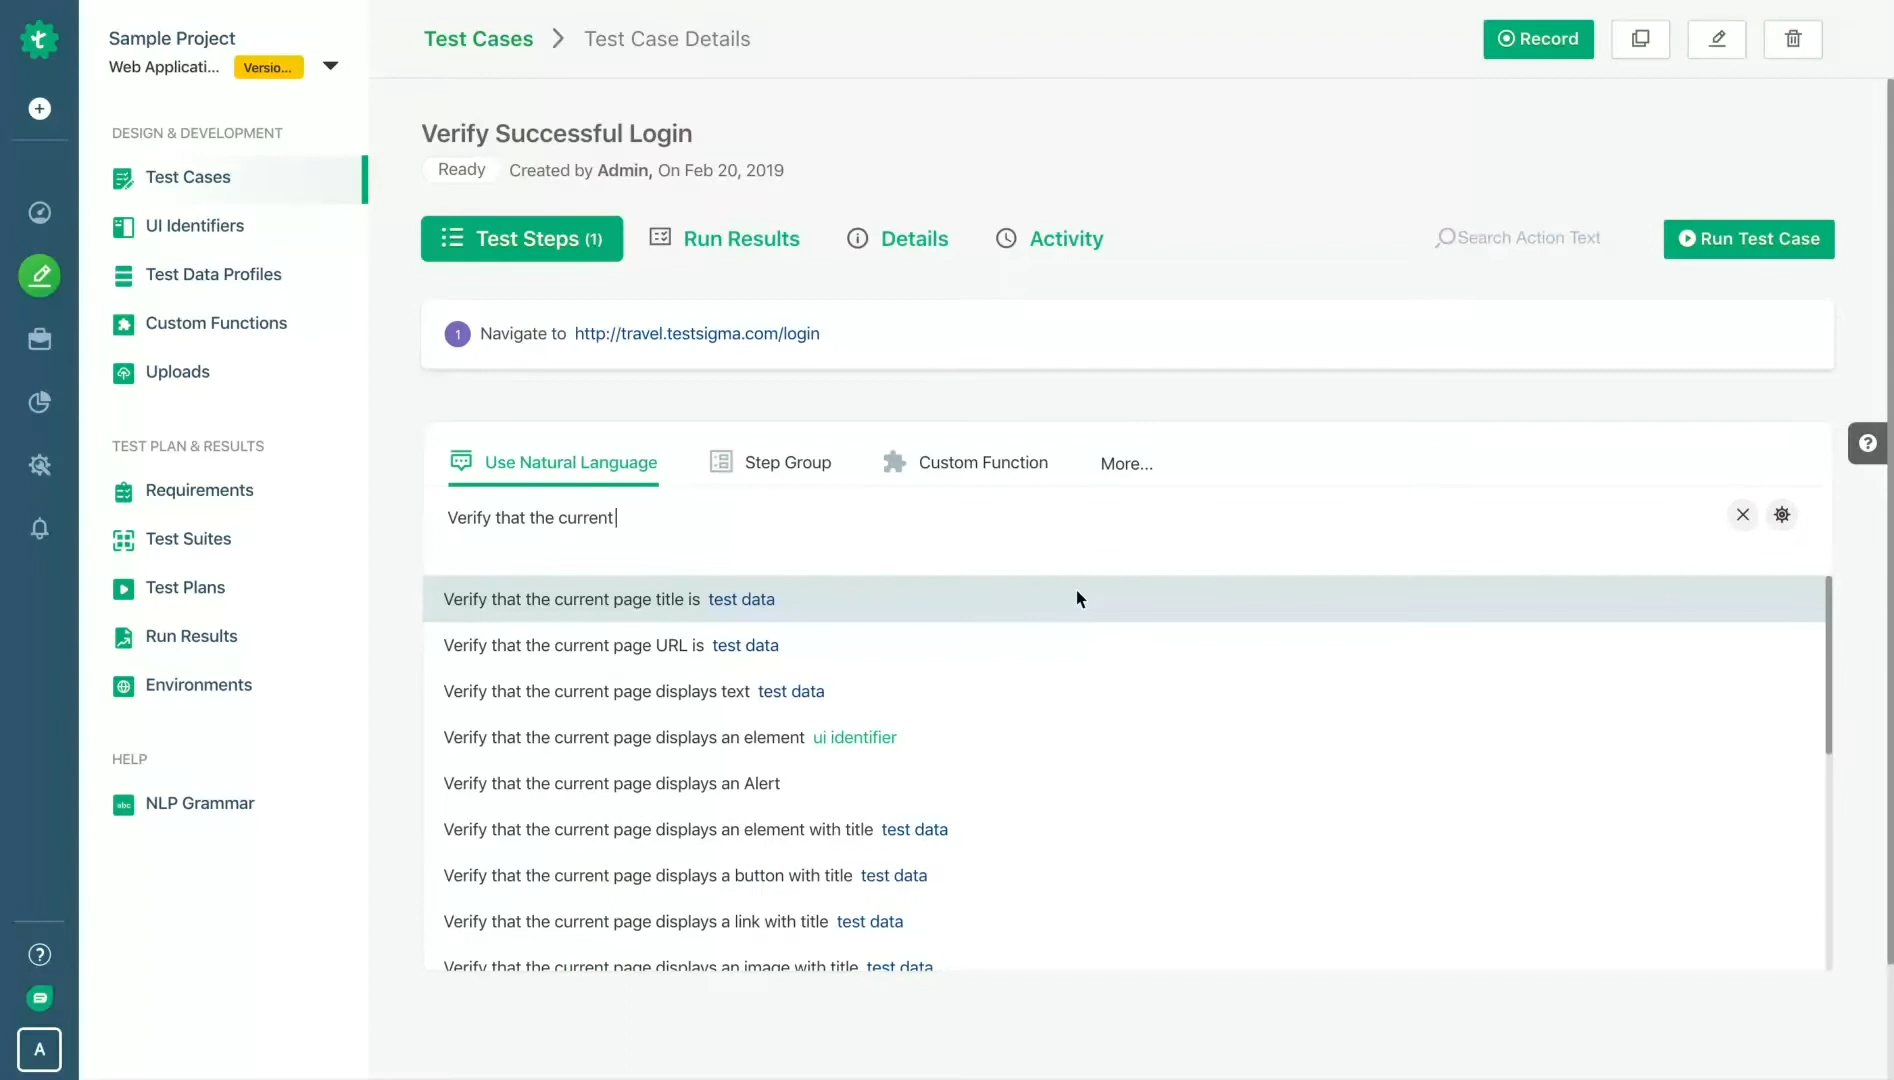 Sample Project
Web Applicati...
Versio...
DESIGN & DEVELOPMENT
Test Cases
UI Identifiers
Test Data Profiles
Custom Functions
Uploads
TEST PLAN & RESULTS
Requirements
Test Suites
Test Plans
Run Results
Environments
HELP
abc
NLP Grammar
A
Test Cases
Test Case Details
Record
Verify Successful Login
Ready
Created by Admin, On Feb 20, 2019
Test Steps (1)
Run Results
Details
Activity
Search Action Text
Run Test Case
1 Navigate to http://travel.testsigma.com/login
Use Natural Language
Step Group
Custom Function
More...
Verify that the current
Verify that the current page title is test data
Verify that the current page URL is test data
Verify that the current page displays text test data
Verify that the current page displays an element ui identifier
Verify that the current page displays an Alert
Verify that the current page displays an element with title test data
Verify that the current page displays a button with title test data
Verify that the current page displays a link with title test data
Verify that the current page displays an image with title test data